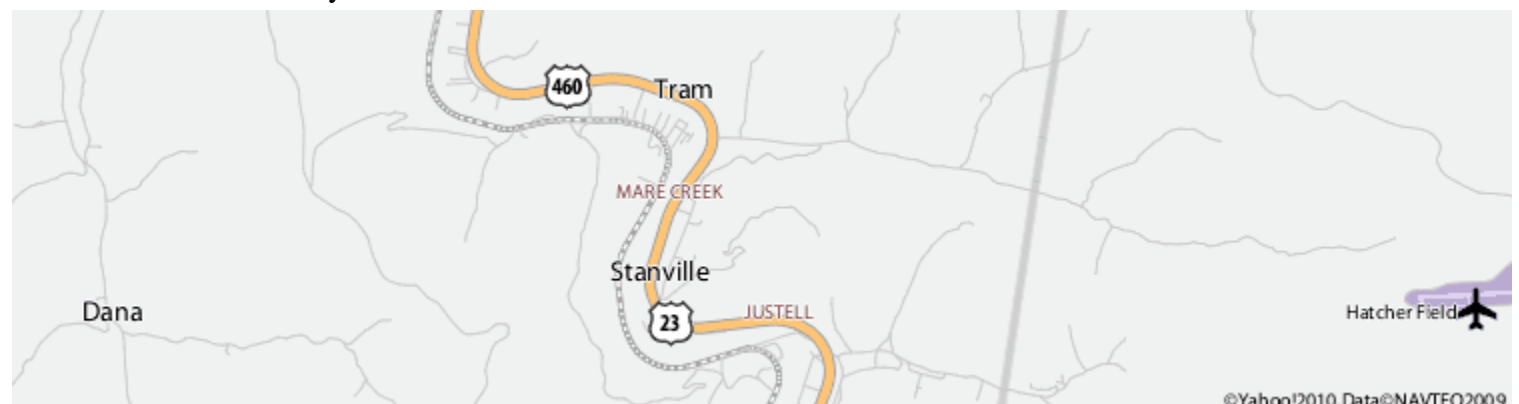 460
Tram
MARE CREEK
Stanville
Dana
23
JUSTELL
Hatcher Field
©Yahoo!2010 Data©NAVTEQ2009